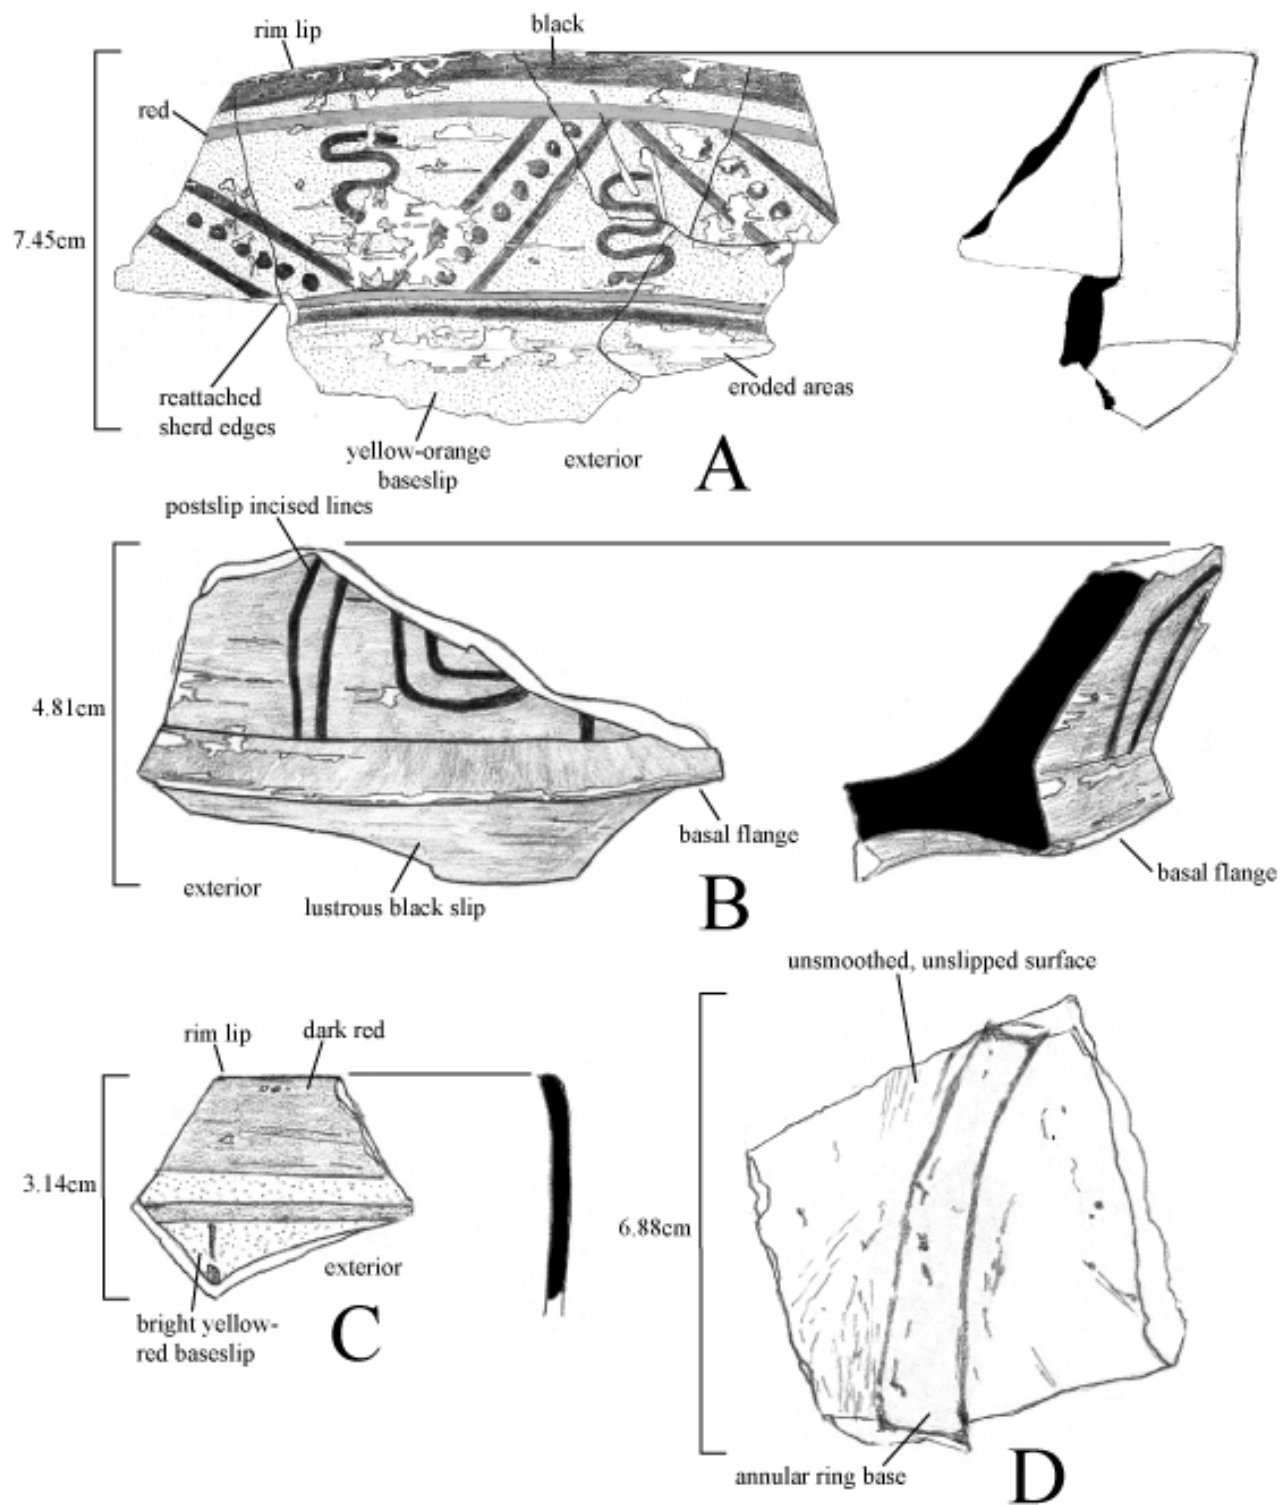 rim lip
black
red
7.45cm
reattached
sherd edges
yellow-orange
baseslip
exterior
eroded areas
A
postslip incised lines
4.81cm
exterior
lustrous black slip
basal flange
basal flange
B
rim lip
dark red
3.14cm
exterior
bright yellow-
red baseslip
C
unsmoothed, unslipped surface
6.88cm
annular ring base
D